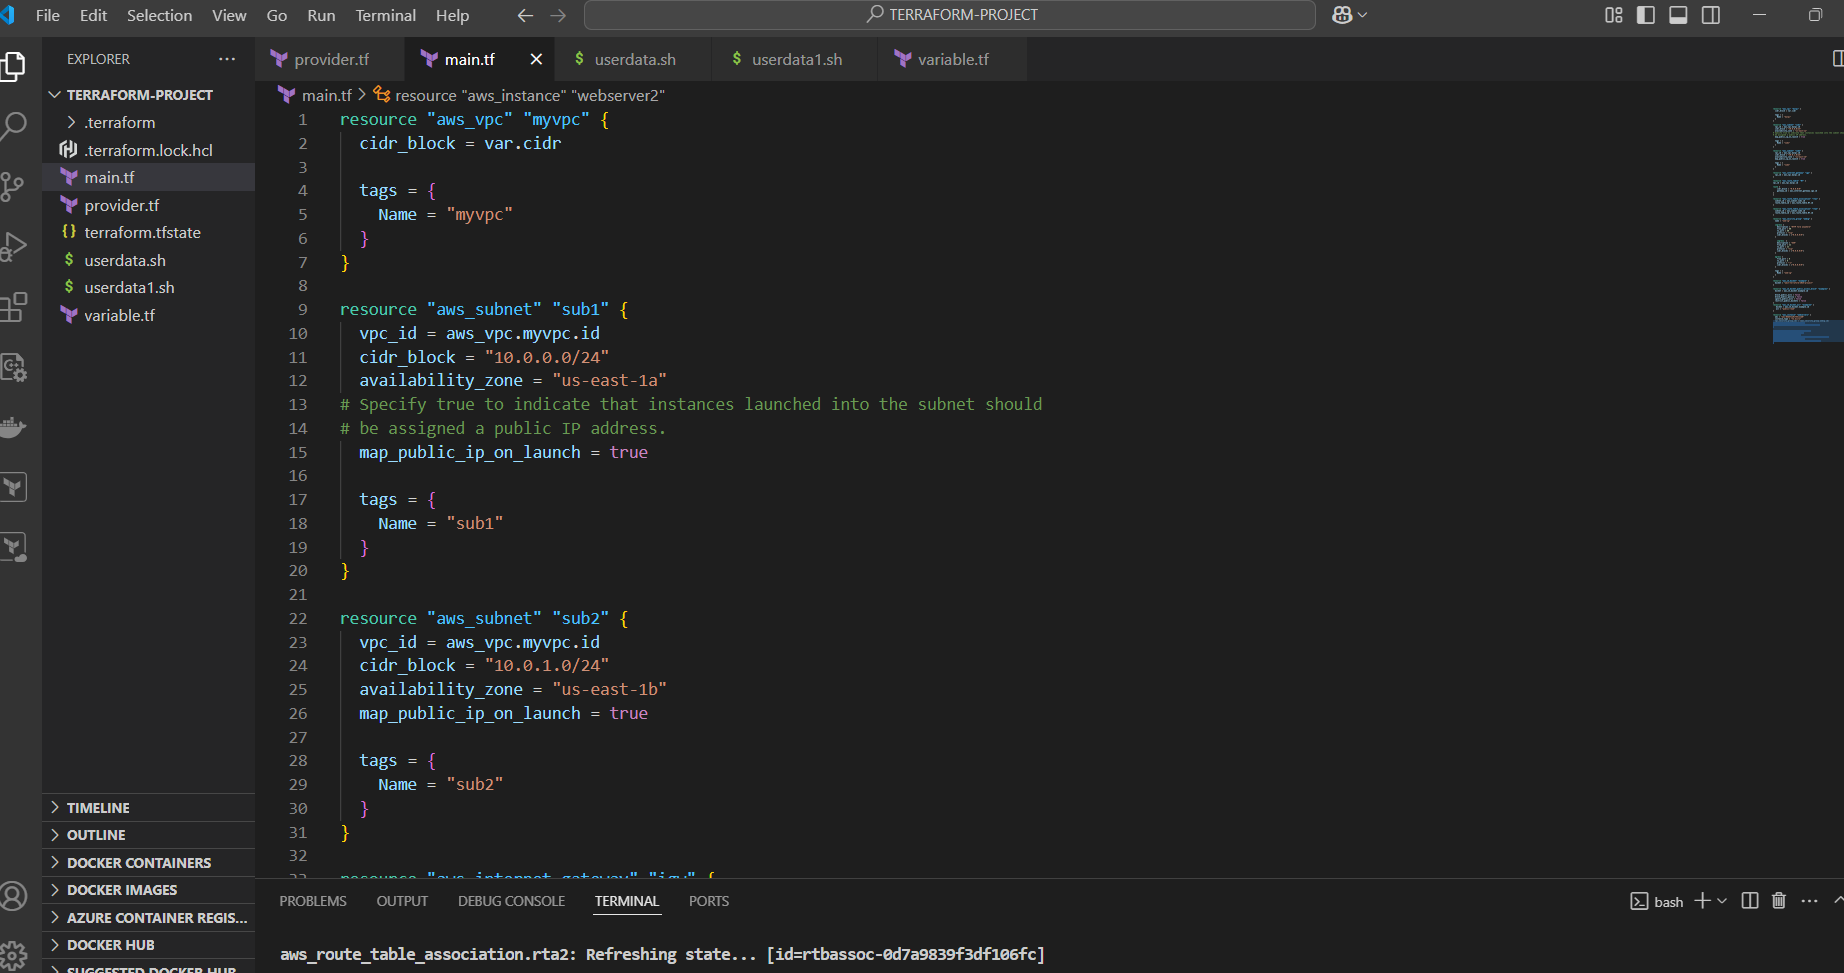 File Edit Selection View Go Run Terminal Help
TERRAFORM-PROJECT
EXPLORER
TERRAFORM-PROJECT
.terraform
.terraform.lock.hcl
main.tf
provider.tf
terraform.tfstate
userdata.sh
userdata1.sh
variable.tf
TIMELINE
OUTLINE
DOCKER CONTAINERS
DOCKER IMAGES
AZURE CONTAINER REGIS...
DOCKER HUB
SUGGESTED DOCKER HUB
provider.tf main.tf userdata.sh userdata1.sh variable.tf
main.tf > resource "aws_instance" "webserver2"
1 resource "aws_vpc" "myvpc" {
2 cidr_block = var.cidr
3
4 tags = {
5 Name = "myvpc"
6 }
7 }
8
9 resource "aws_subnet" "sub1" {
10 vpc_id = aws_vpc.myvpc.id
11 cidr_block = "10.0.0.0/24"
12 availability_zone = "us-east-1a"
13 # Specify true to indicate that instances launched into the subnet should
14 # be assigned a public IP address.
15 map_public_ip_on_launch = true
16
17 tags = {
18 Name = "sub1"
19 }
20 }
21
22 resource "aws_subnet" "sub2" {
23 vpc_id = aws_vpc.myvpc.id
24 cidr_block = "10.0.1.0/24"
25 availability_zone = "us-east-1b"
26 map_public_ip_on_launch = true
27
28 tags = {
29 Name = "sub2"
30 }
31 }
32
33 resource "aws_internet_gateway" "igw" {
PROBLEMS OUTPUT DEBUG CONSOLE TERMINAL PORTS
bash
aws_route_table_association.rta2: Refreshing state... [id=rtbassoc-0d7a9839f3df106fc]